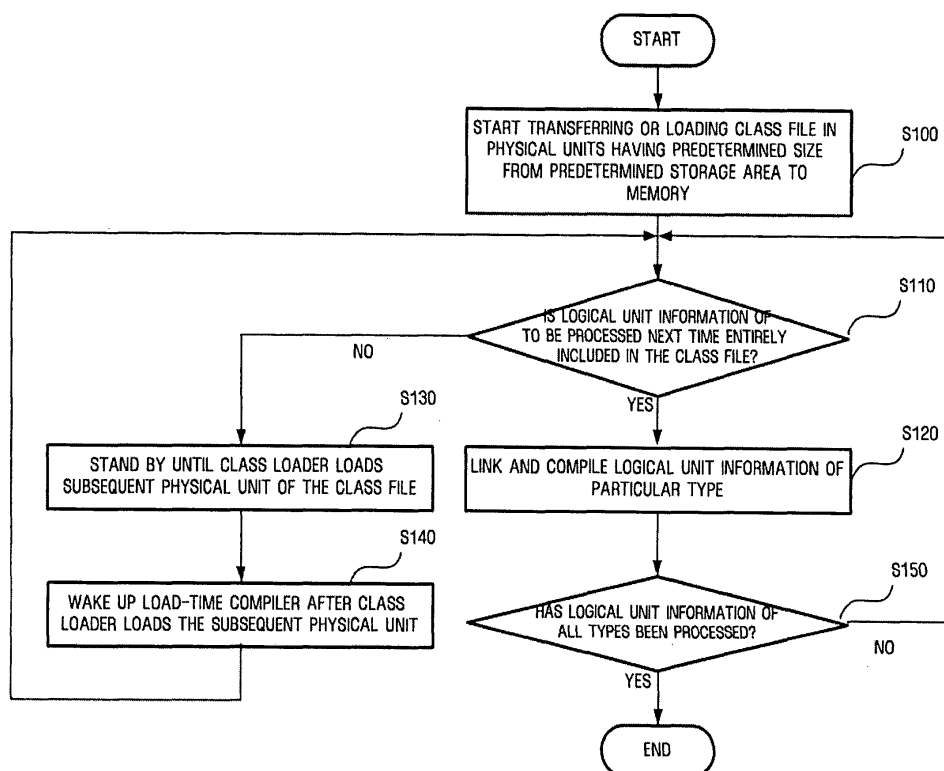 START
START TRANSFERRING OR LOADING CLASS FILE IN
PHYSICAL UNITS HAVING PREDETERMINED SIZE
FROM PREDETERMINED STORAGE AREA TO
MEMORY
S100
S110
IS LOGICAL UNIT INFORMATION OF
TO BE PROCESSED NEXT TIME ENTIRELY
INCLUDED IN THE CLASS FILE?
NO
YES
S130
STAND BY UNTIL CLASS LOADER LOADS
SUBSEQUENT PHYSICAL UNIT OF THE CLASS FILE
S120
LINK AND COMPILE LOGICAL UNIT INFORMATION OF
PARTICULAR TYPE
S140
WAKE UP LOAD-TIME COMPILER AFTER CLASS
LOADER LOADS THE SUBSEQUENT PHYSICAL UNIT
S150
HAS LOGICAL UNIT INFORMATION OF
ALL TYPES BEEN PROCESSED?
NO
YES
END